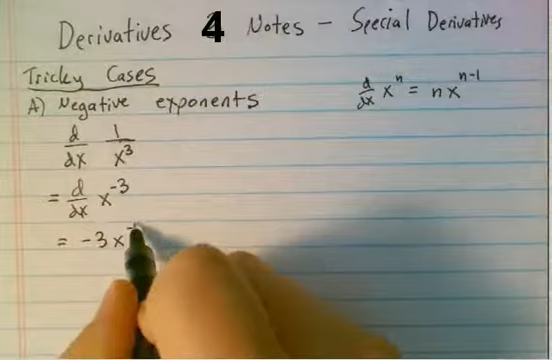 Derivatives 4 Notes - Special Derivatives
Tricky Cases
d/dx x^n = nx^(n-1)
A) Negative exponents
d/dx 1/x^3
= d/dx x^-3
= -3x^-